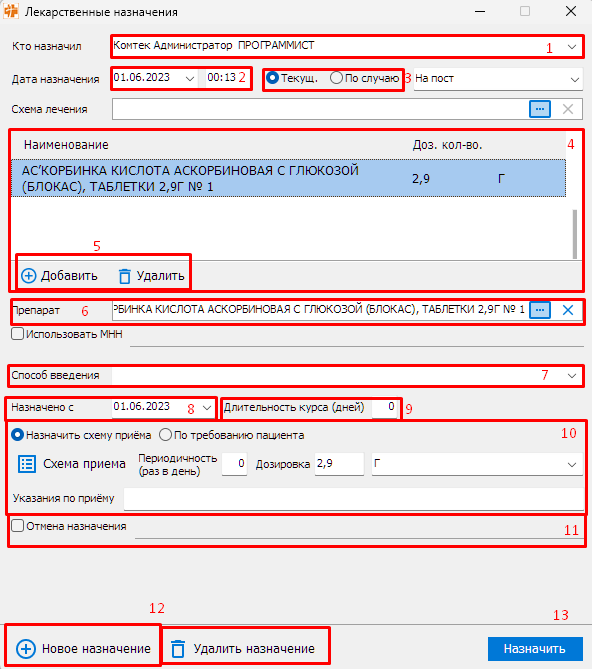 Лекарственные назначения
Кто назначил Комтек Администратор ПРОГРАММИСТ 1
Дата назначения 01.06.2023 00:13 2 Текущ. По случаю 3 На пост
Схема лечения ...
Наименование Доз. кол-во. 4
АС'КОРБИНКА КИСЛОТА АСКОРБИНОВАЯ С ГЛЮКОЗОЙ
(БЛОКАС), ТАБЛЕТКИ 2,9Г № 1 2,9 Г
5
Добавить Удалить
Препарат 6 РБИНКА КИСЛОТА АСКОРБИНОВАЯ С ГЛЮКОЗОЙ (БЛОКАС), ТАБЛЕТКИ 2,9Г № 1 ...
Использовать МНН
Способ введения 7
Назначено с 01.06.2023 8 Длительность курса (дней) 0 9
Назначить схему приёма По требованию пациента 10
Схема приема Периодичность
(раз в день) 0 Дозировка 2,9 Г
Указания по приёму
Отмена назначения 11
12 13
Новое назначение Удалить назначение Назначить